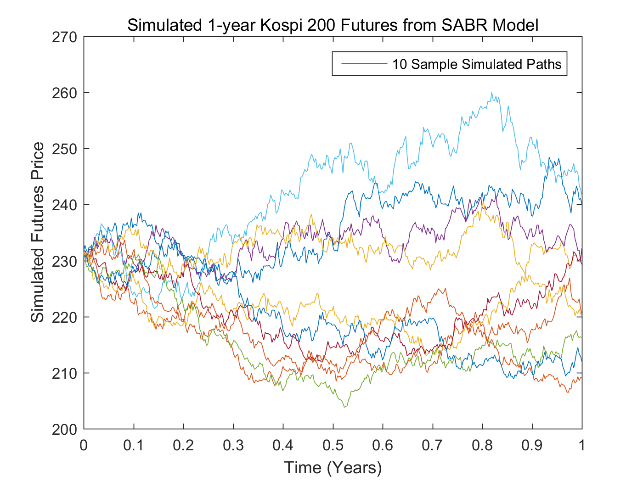 Simulated 1-year Kospi 200 Futures from SABR Model
270
10 Sample Simulated Paths
260
250
240
230
220
210
200
Simulated Futures Price
0 0.1 0.2 0.3 0.4 0.5 0.6 0.7 0.8 0.9 1
Time (Years)